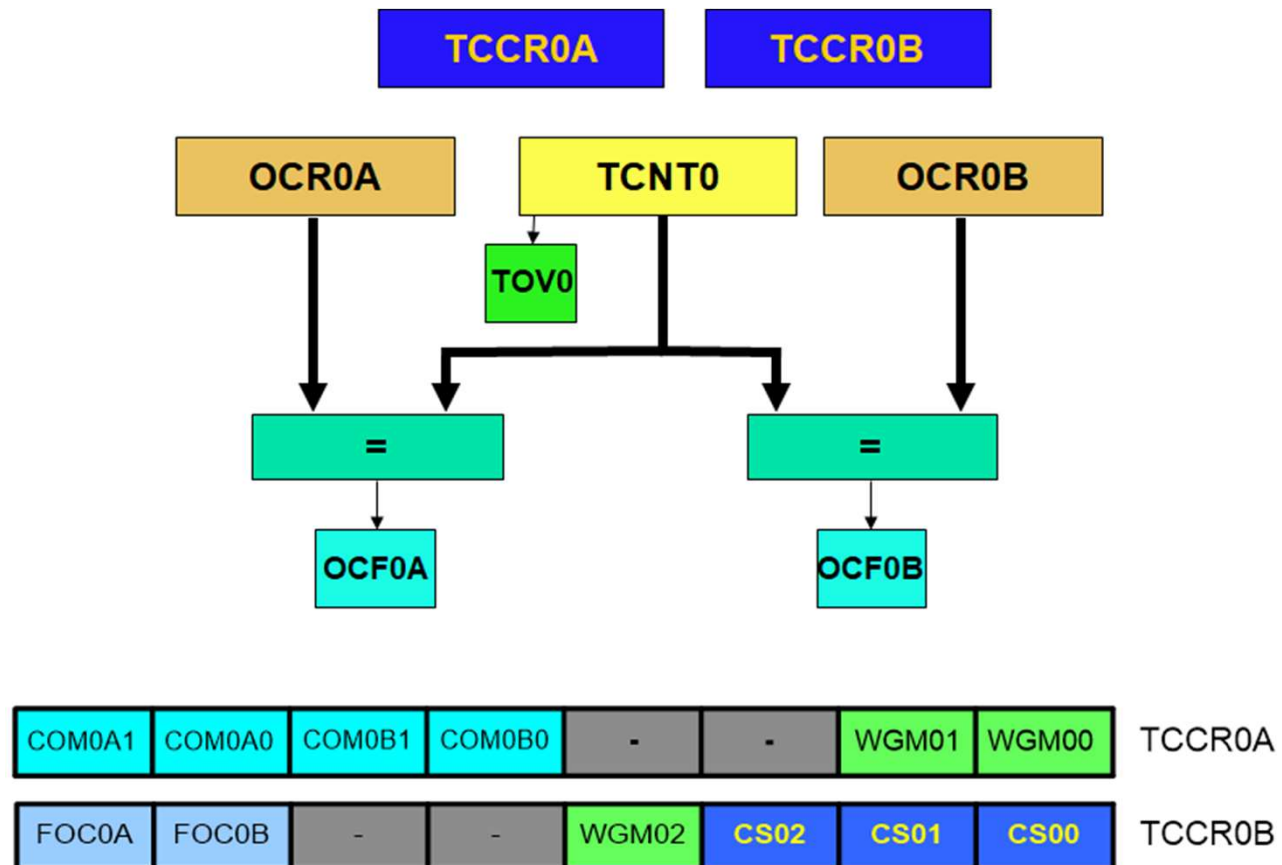 TCCR0A TCCR0B
OCR0A TCNT0 OCR0B
TOV0
= =
OCF0A OCF0B
COM0A1 COM0A0 COM0B1 COM0B0 - - WGM01 WGM00 TCCR0A
FOC0A FOC0B - - WGM02 CS02 CS01 CS00 TCCR0B